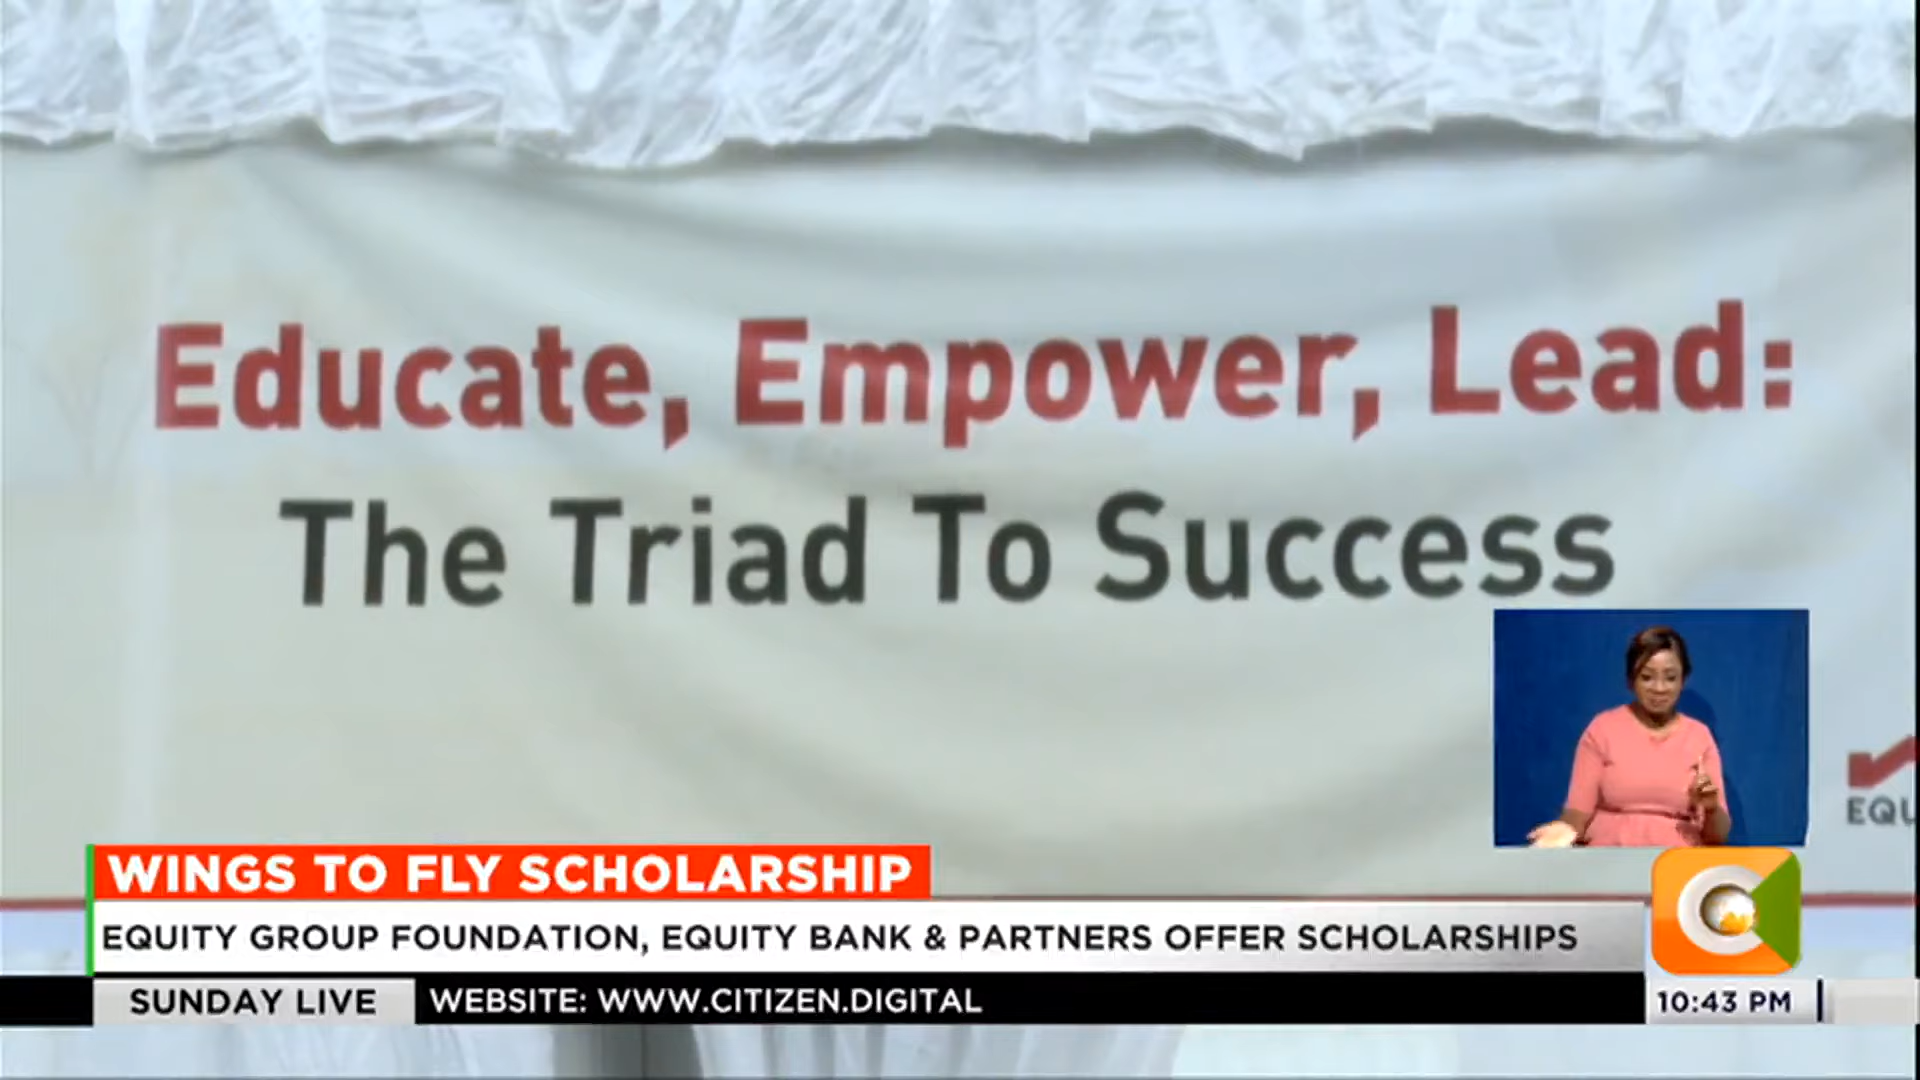 Educate, Empower, Lead:
The Triad To Success
EQU
WINGS TO FLY SCHOLARSHIP
EQUITY GROUP FOUNDATION, EQUITY BANK & PARTNERS OFFER SCHOLARSHIPS
SUNDAY LIVE
WEBSITE: WWW.CITIZEN.DIGITAL
10:43 PM